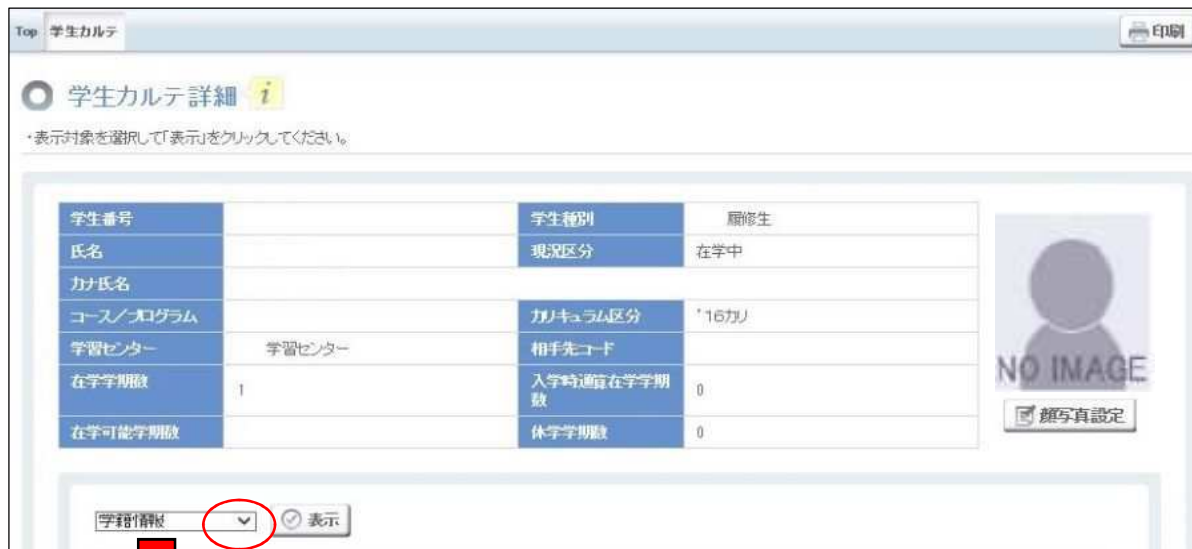 Top 学生カルテ 印刷
学生カルテ詳細 i
・表示対象を選択して「表示」をクリックしてください。
学生番号 学生種別 履修生
氏名 現況区分 在学中
カナ氏名
コース/プログラム カリキュラム区分 '16カリ
学習センター 学習センター 相手先コード
在学学期数 1 入学時通算在学学期数 0
在学可能学期数 休学学期数 0
NO IMAGE
顔写真設定
学籍情報 表示